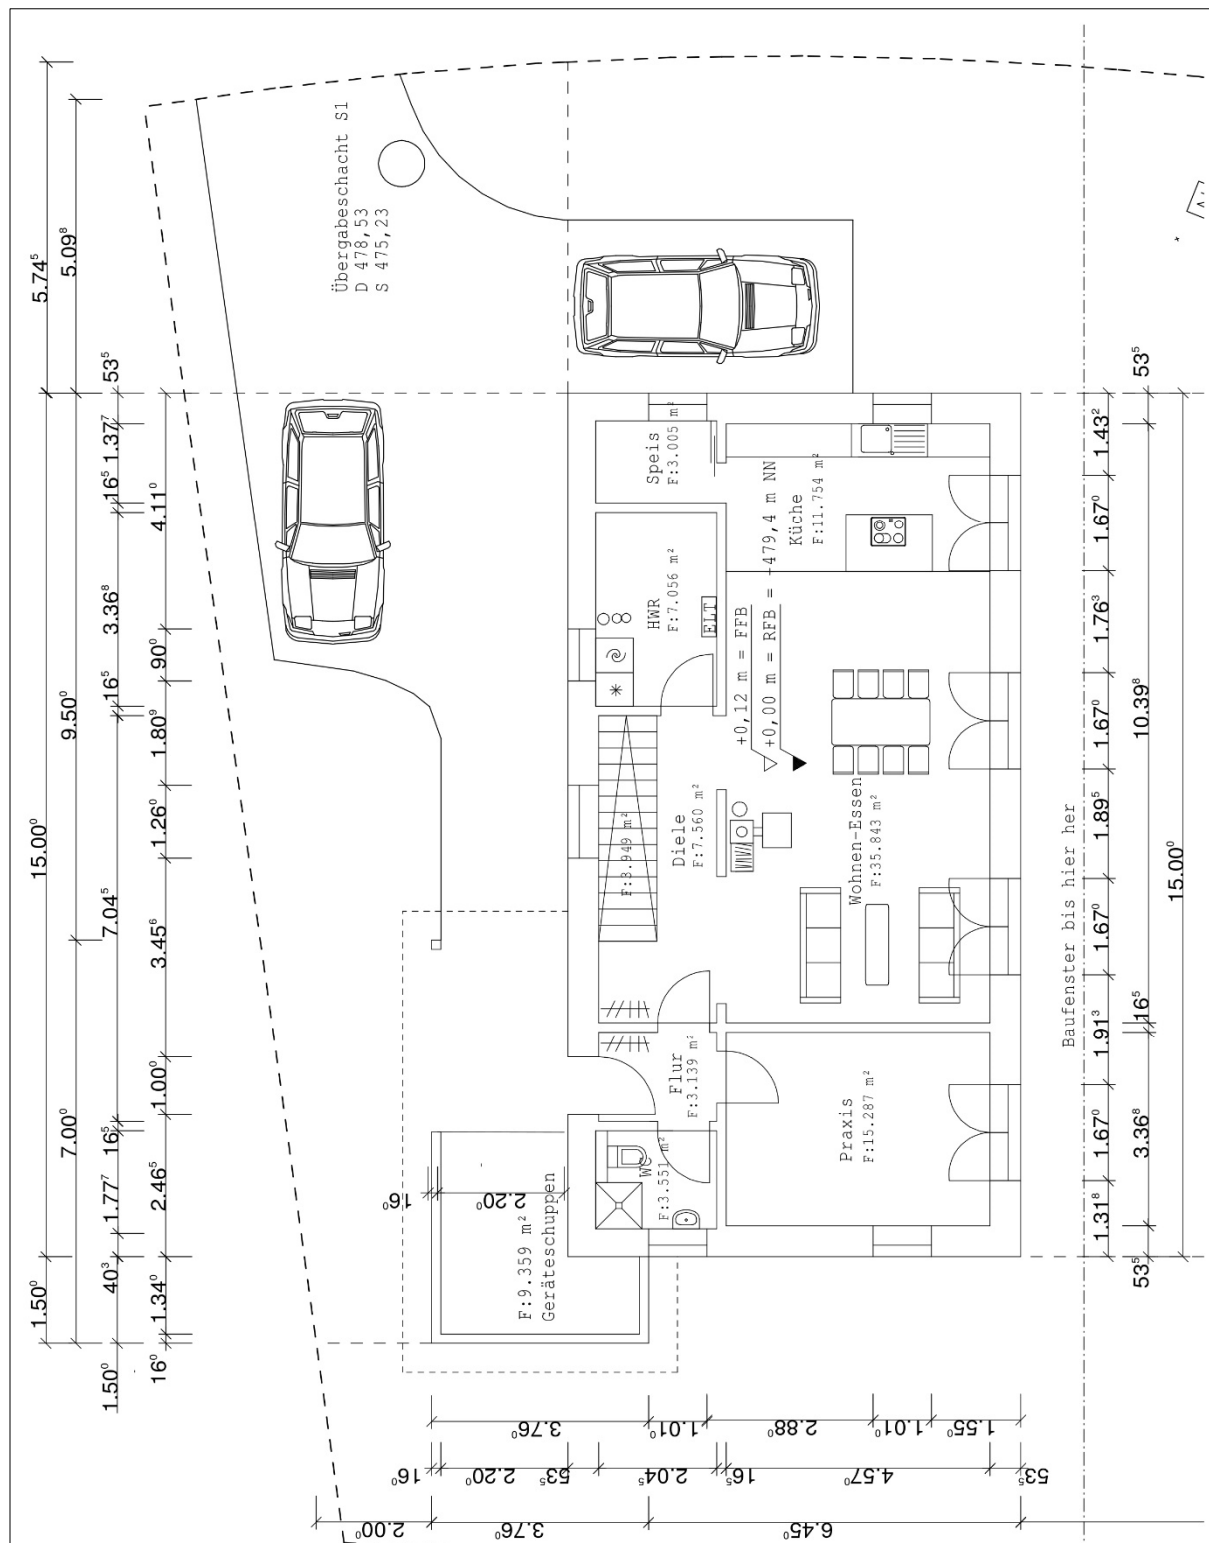 Übergabeschacht S1
D 478,53
S 475,23
5.74⁵
5.09⁸
53⁵
1.37⁷
16⁵
4.11⁰
3.36⁸
90⁰
16⁵
9.50⁰
1.80⁹
1.26⁰
15.00⁰
7.04⁵
3.45⁶
1.00⁰
7.00⁰
16⁵
2.46⁵
1.77⁷
40³
1.50⁰
1.34⁰
16⁰
1.50⁰
Speis
F:3.005 m²
Küche
F:11.754 m²
HWR
F:7.056 m²
ELT
+0,12 m = FFB
+0,00 m = RFB = +479,4 m NN
F:3.949 m²
Diele
F:7.560 m²
Wohnen-Essen
F:35.843 m²
Flur
F:3.139 m²
Praxis
F:15.287 m²
WC
F:3.551 m²
16⁰
2.20⁰
F:9.359 m²
Geräteschuppen
Baufenster bis hier her
53⁵
1.43²
1.67⁰
1.76³
10.39⁸
1.67⁰
1.89⁵
15.00⁰
1.67⁰
16⁵
1.91³
1.67⁰
3.36⁸
1.31⁸
53⁵
3.76⁰
1.01⁰
2.88⁰
1.01⁰
1.55⁰
16⁰
2.20⁰
53⁵
2.04⁵
16⁵
4.57⁰
53⁵
2.00⁰
3.76⁰
6.45⁰